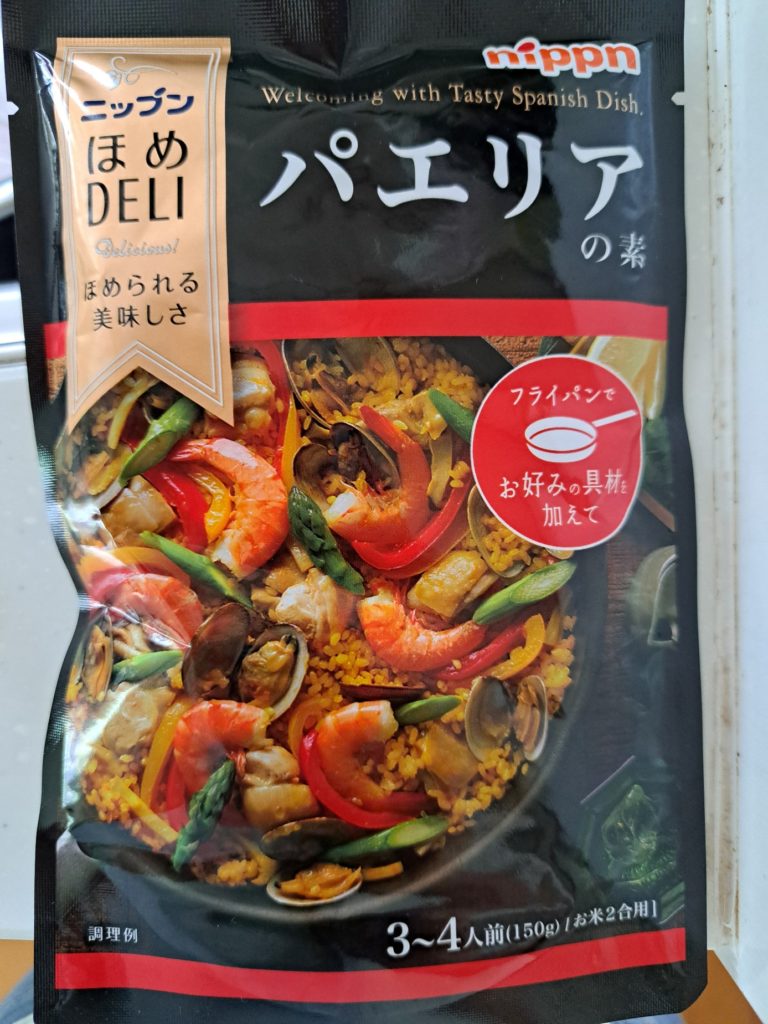 nippn
Welcoming with Tasty Spanish Dish.
ニップン
ほめ
DELI
Delicious!
ほめられる
美味しさ
パエリア
の素
フライパンで
お好みの具材を
加えて
調理例
3~4人前(150g)/お米2合用]